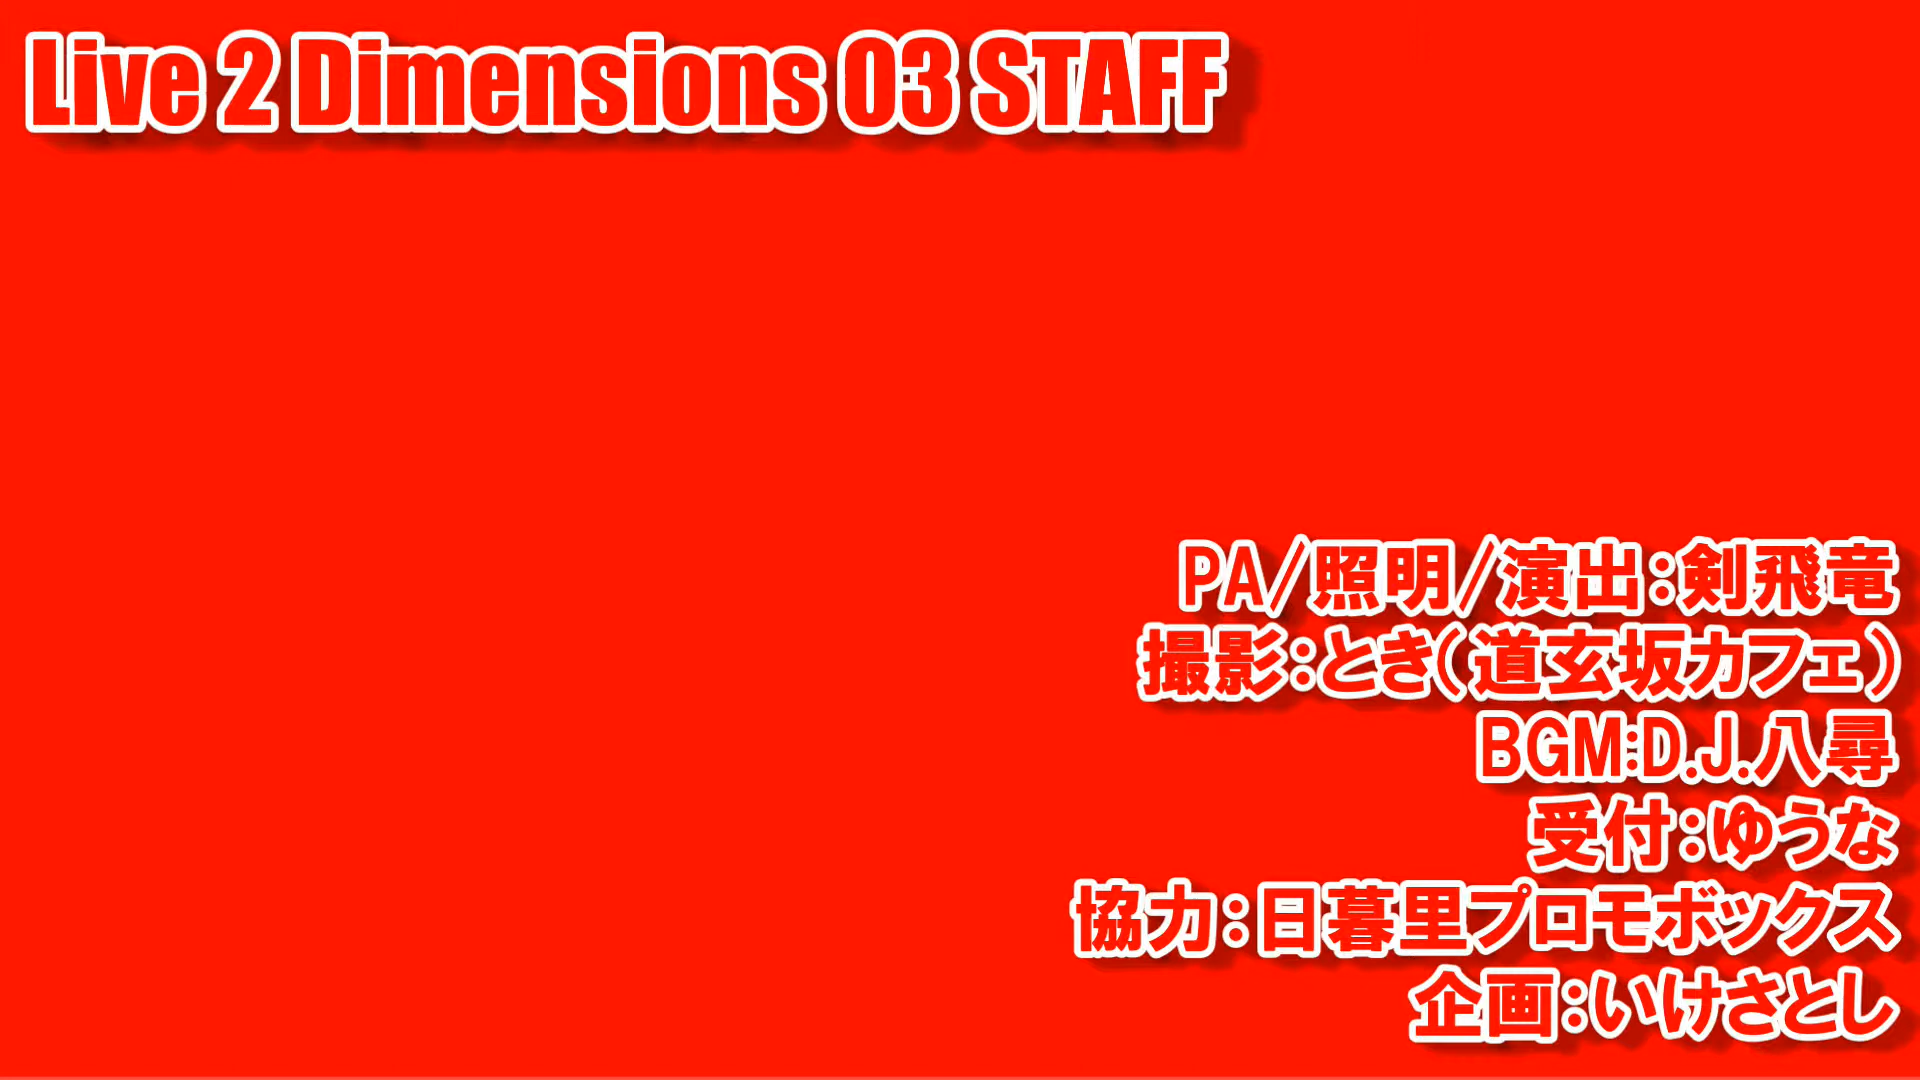 Live 2 Dimensions 03 STAFF
PA/照明/演出：剣飛竜
撮影：とき（道玄坂カフェ）
BGM:D.J.八尋
受付：ゆうな
協力：日暮里プロモボックス
企画：いけさとし